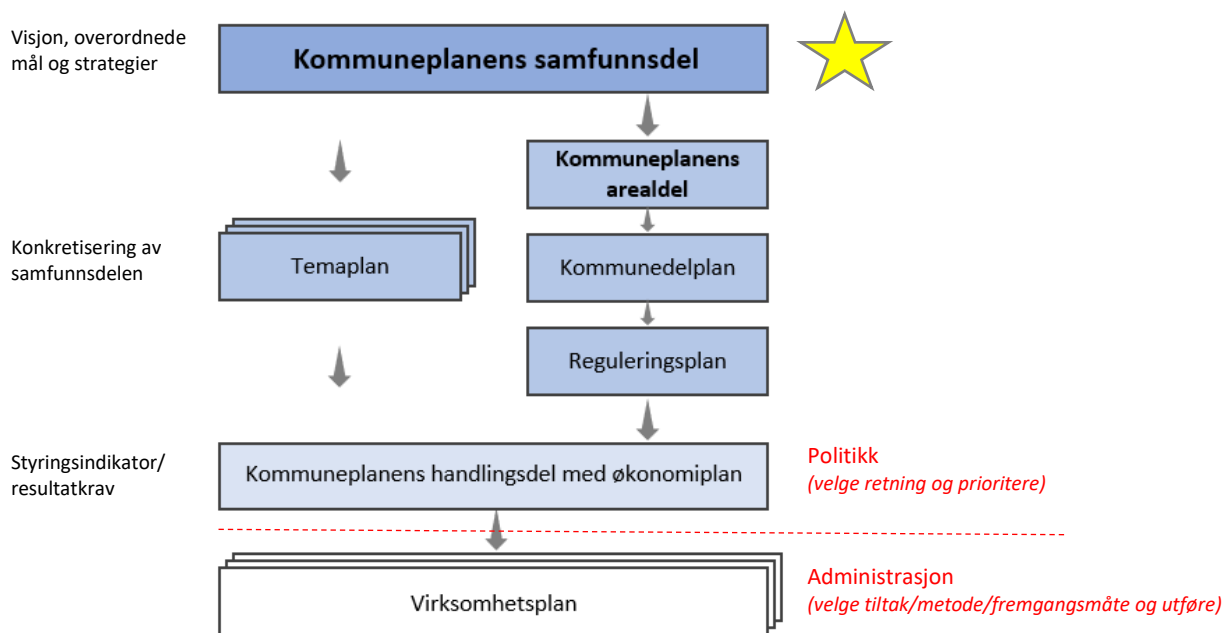 Visjon, overordnede
mål og strategier
Kommuneplanens samfunnsdel
Kommuneplanens
arealdel
Konkretisering av
samfunnsdelen
Temaplan
Kommunedelplan
Reguleringsplan
Styringsindikator/
resultatkrav
Kommuneplanens handlingsdel med økonomiplan
Politikk
(velge retning og prioritere)
Virksomhetsplan
Administrasjon
(velge tiltak/metode/fremgangsmåte og utføre)